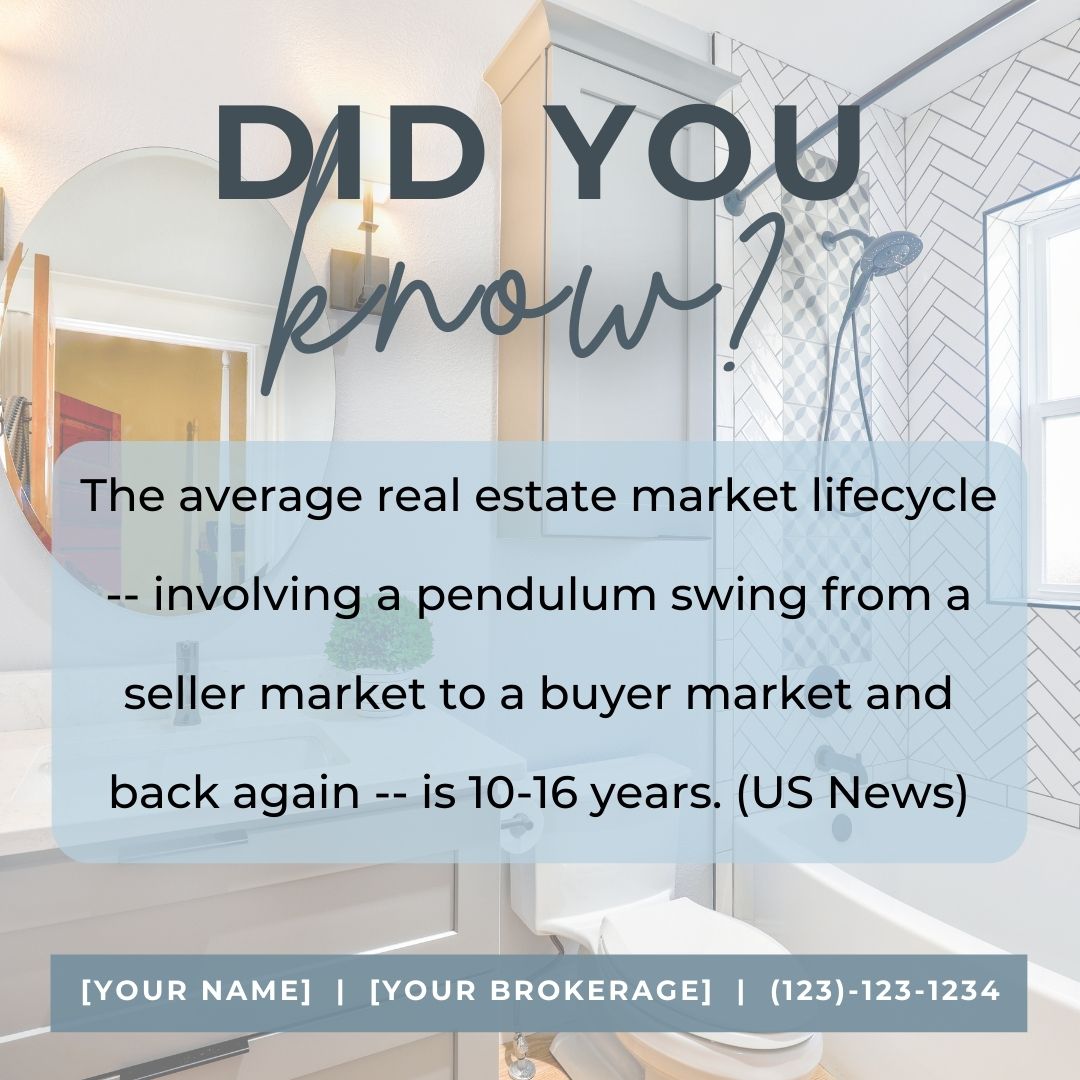 DID YOU
know?
The average real estate market lifecycle
-- involving a pendulum swing from a
seller market to a buyer market and
back again -- is 10-16 years. (US News)
[YOUR NAME] | [YOUR BROKERAGE] | (123)-123-1234